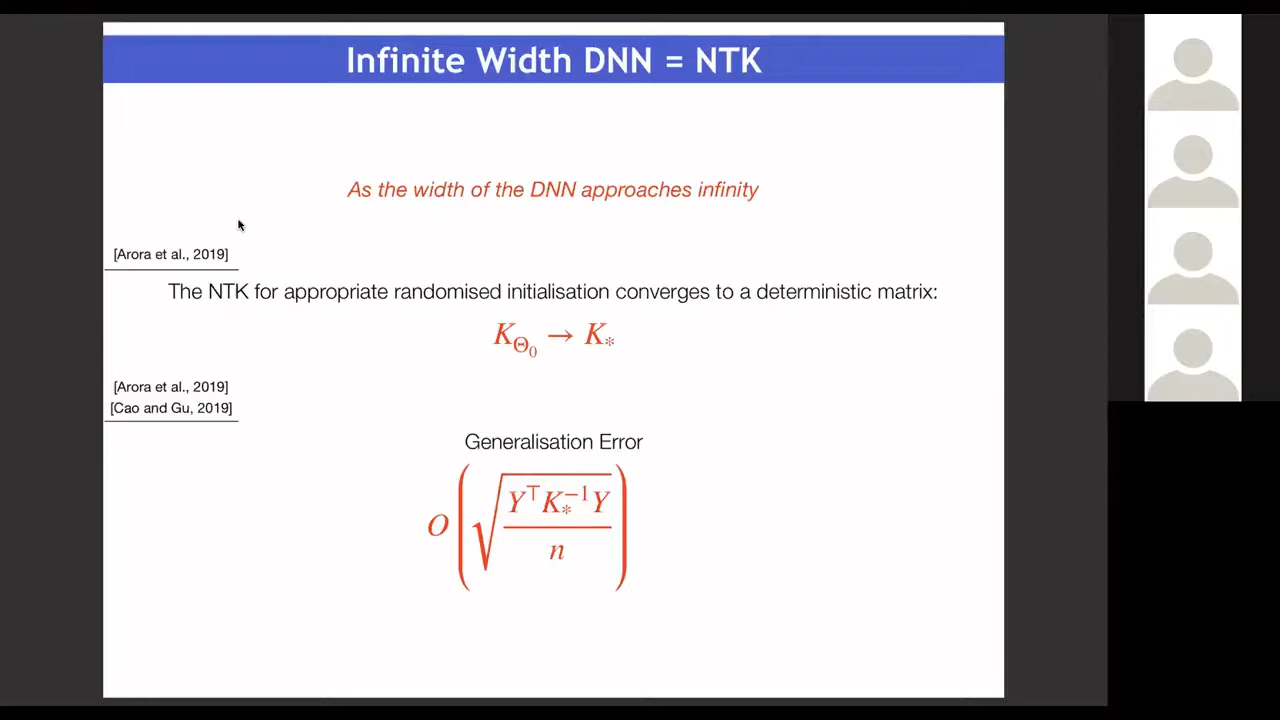 Infinite Width DNN = NTK
As the width of the DNN approaches infinity
[Arora et al., 2019]
The NTK for appropriate randomised initialisation converges to a deterministic matrix:
K_{Θ_0} → K_*
[Arora et al., 2019]
[Cao and Gu, 2019]
Generalisation Error
O(√(Y^⊤ K_*^{-1} Y / n))